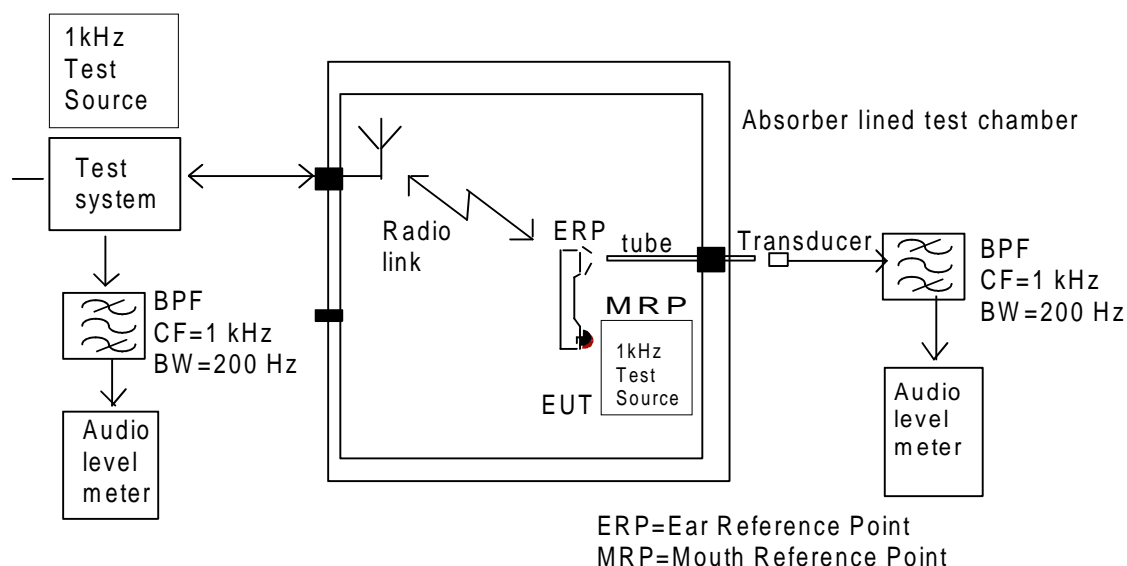 1kHz
Test
Source
Test
system
BPF
CF=1 kHz
BW=200 Hz
Audio
level
meter
Radio
link
ERP
tube
MRP
1kHz
Test
Source
EUT
Absorber lined test chamber
Transducer
BPF
CF=1 kHz
BW=200 Hz
Audio
level
meter
ERP=Ear Reference Point
MRP=Mouth Reference Point